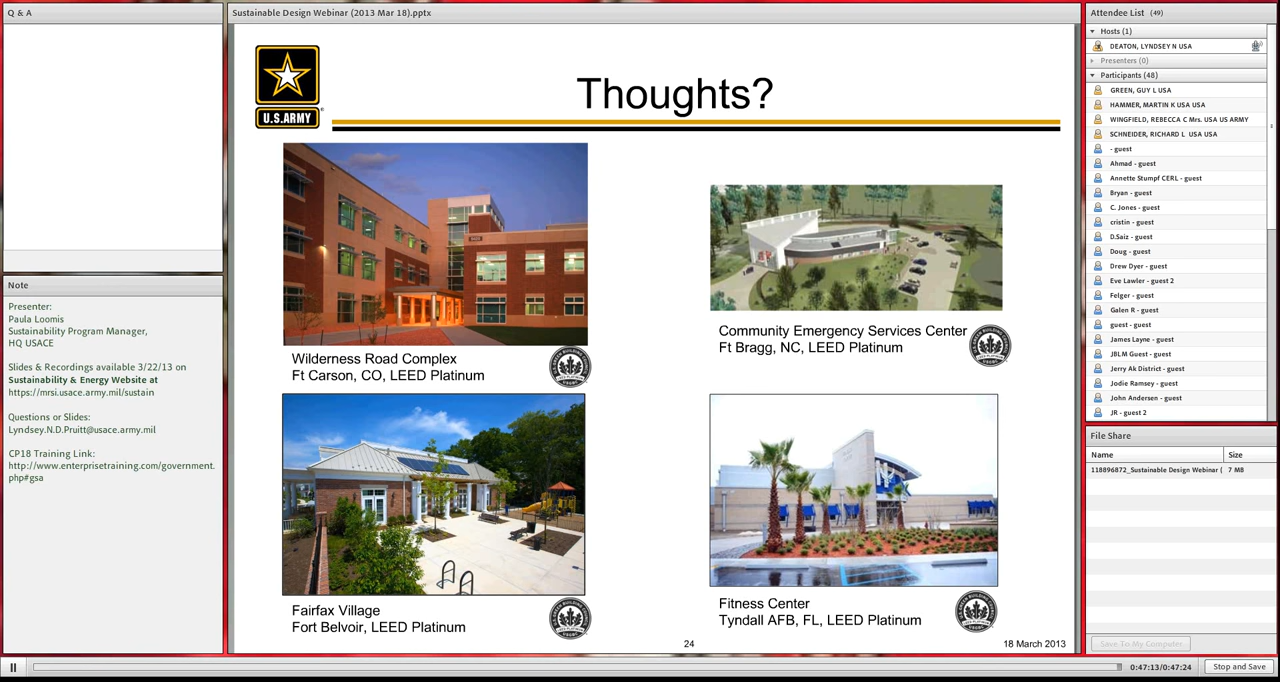 Q & A
Note
Presenter:
Paula Loomis
Sustainability Program Manager,
HQ USACE
Slides & Recordings available 3/22/13 on
Sustainability & Energy Website at
https://mrsi.usace.army.mil/sustain
Questions or Slides:
Lyndsey.N.D.Pruitt@usace.army.mil
CP18 Training Link:
http://www.enterprisetraining.com/government.
php#gsa
Sustainable Design Webinar (2013 Mar 18).pptx
U.S.ARMY
Thoughts?
Wilderness Road Complex
Ft Carson, CO, LEED Platinum
Community Emergency Services Center
Ft Bragg, NC, LEED Platinum
Fairfax Village
Fort Belvoir, LEED Platinum
Fitness Center
Tyndall AFB, FL, LEED Platinum
24
18 March 2013
Attendee List (49)
Hosts (1)
DEATON, LYNDSEY N USA
Presenters (0)
Participants (48)
GREEN, GUY L USA
HAMMER, MARTIN K USA USA
WINGFIELD, REBECCA C Mrs. USA US ARMY
SCHNEIDER, RICHARD L USA USA
- guest
Ahmad - guest
Annette Stumpf CERL - guest
Bryan - guest
C. Jones - guest
cristin - guest
D.Saiz - guest
Doug - guest
Drew Dyer - guest
Eve Lawler - guest 2
Felger - guest
Galen R - guest
guest - guest
James Layne - guest
JBLM Guest - guest
Jerry Ak District - guest
Jodie Ramsey - guest
John Andersen - guest
JR - guest 2
File Share
Name Size
118896872_Sustainable Design Webinar ( 7 MB
Save To My Computer
0:47:13/0:47:24
Stop and Save